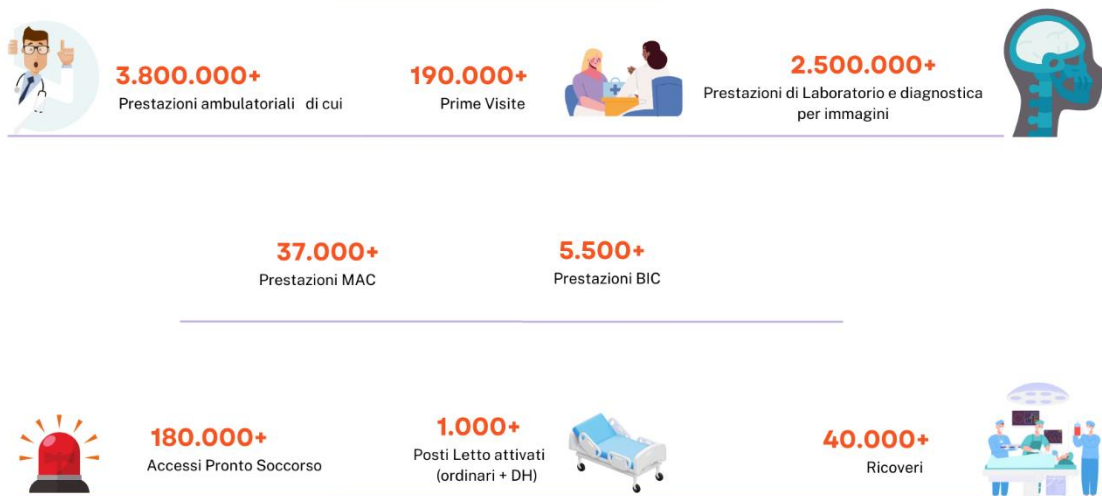 3.800.000+
Prestazioni ambulatoriali di cui
190.000+
Prime Visite
2.500.000+
Prestazioni di Laboratorio e diagnostica
per immagini
37.000+
Prestazioni MAC
5.500+
Prestazioni BIC
180.000+
Accessi Pronto Soccorso
1.000+
Posti Letto attivati
(ordinari + DH)
40.000+
Ricoveri